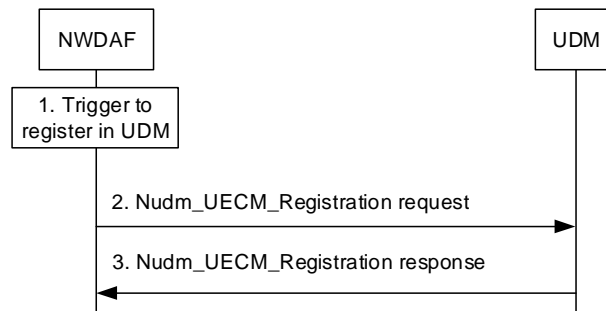 NWDAF
UDM
1. Trigger to
register in UDM
2. Nudm_UECM_Registration request
3. Nudm_UECM_Registration response